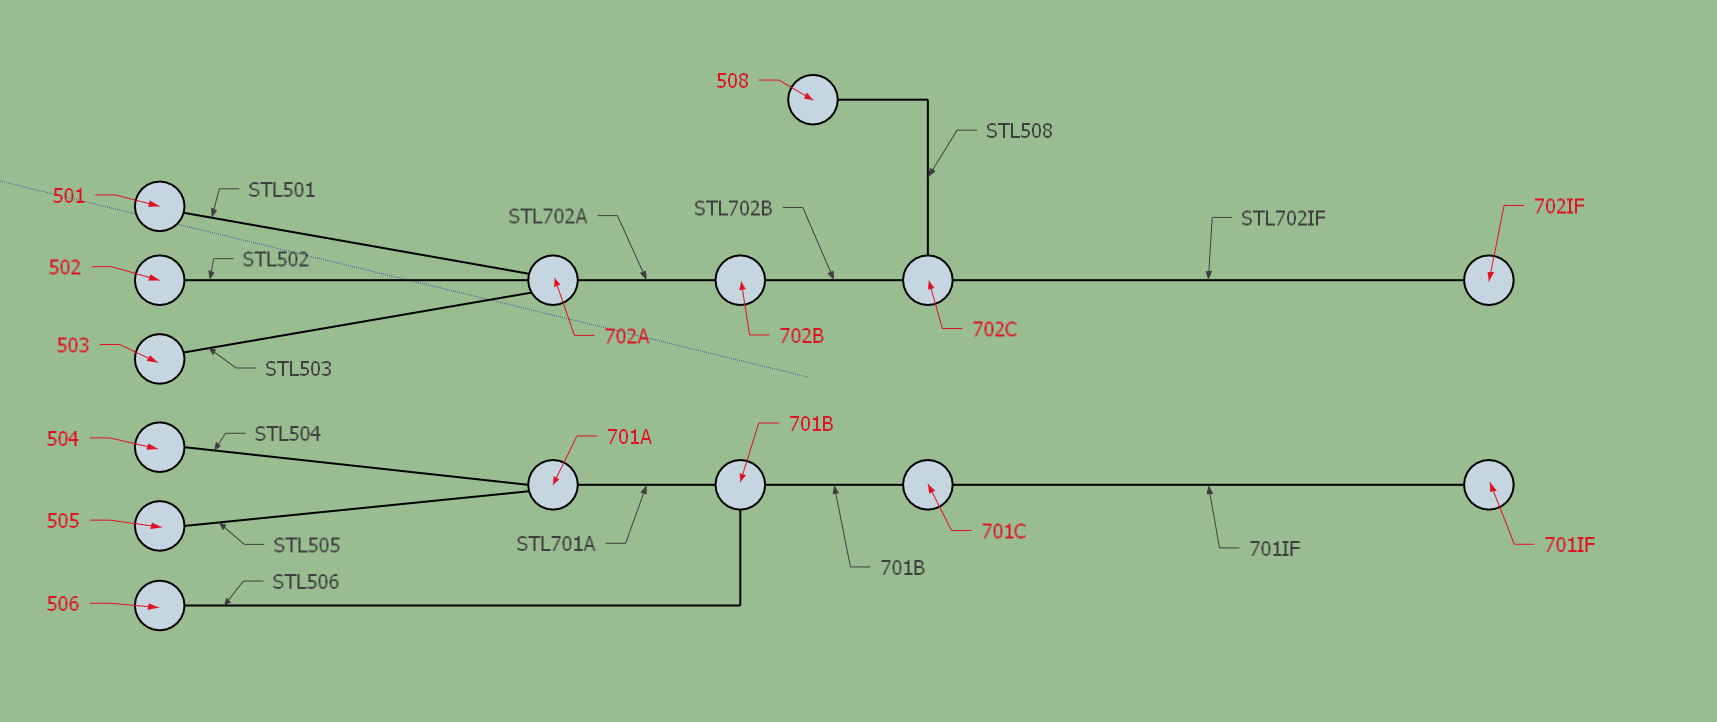 508
STL508
501
STL501
STL702A
STL702B
STL702IF
702IF
502
STL502
503
STL503
702A
702B
702C
504
STL504
701A
701B
505
STL505
STL701A
701B
701C
701IF
701IF
506
STL506